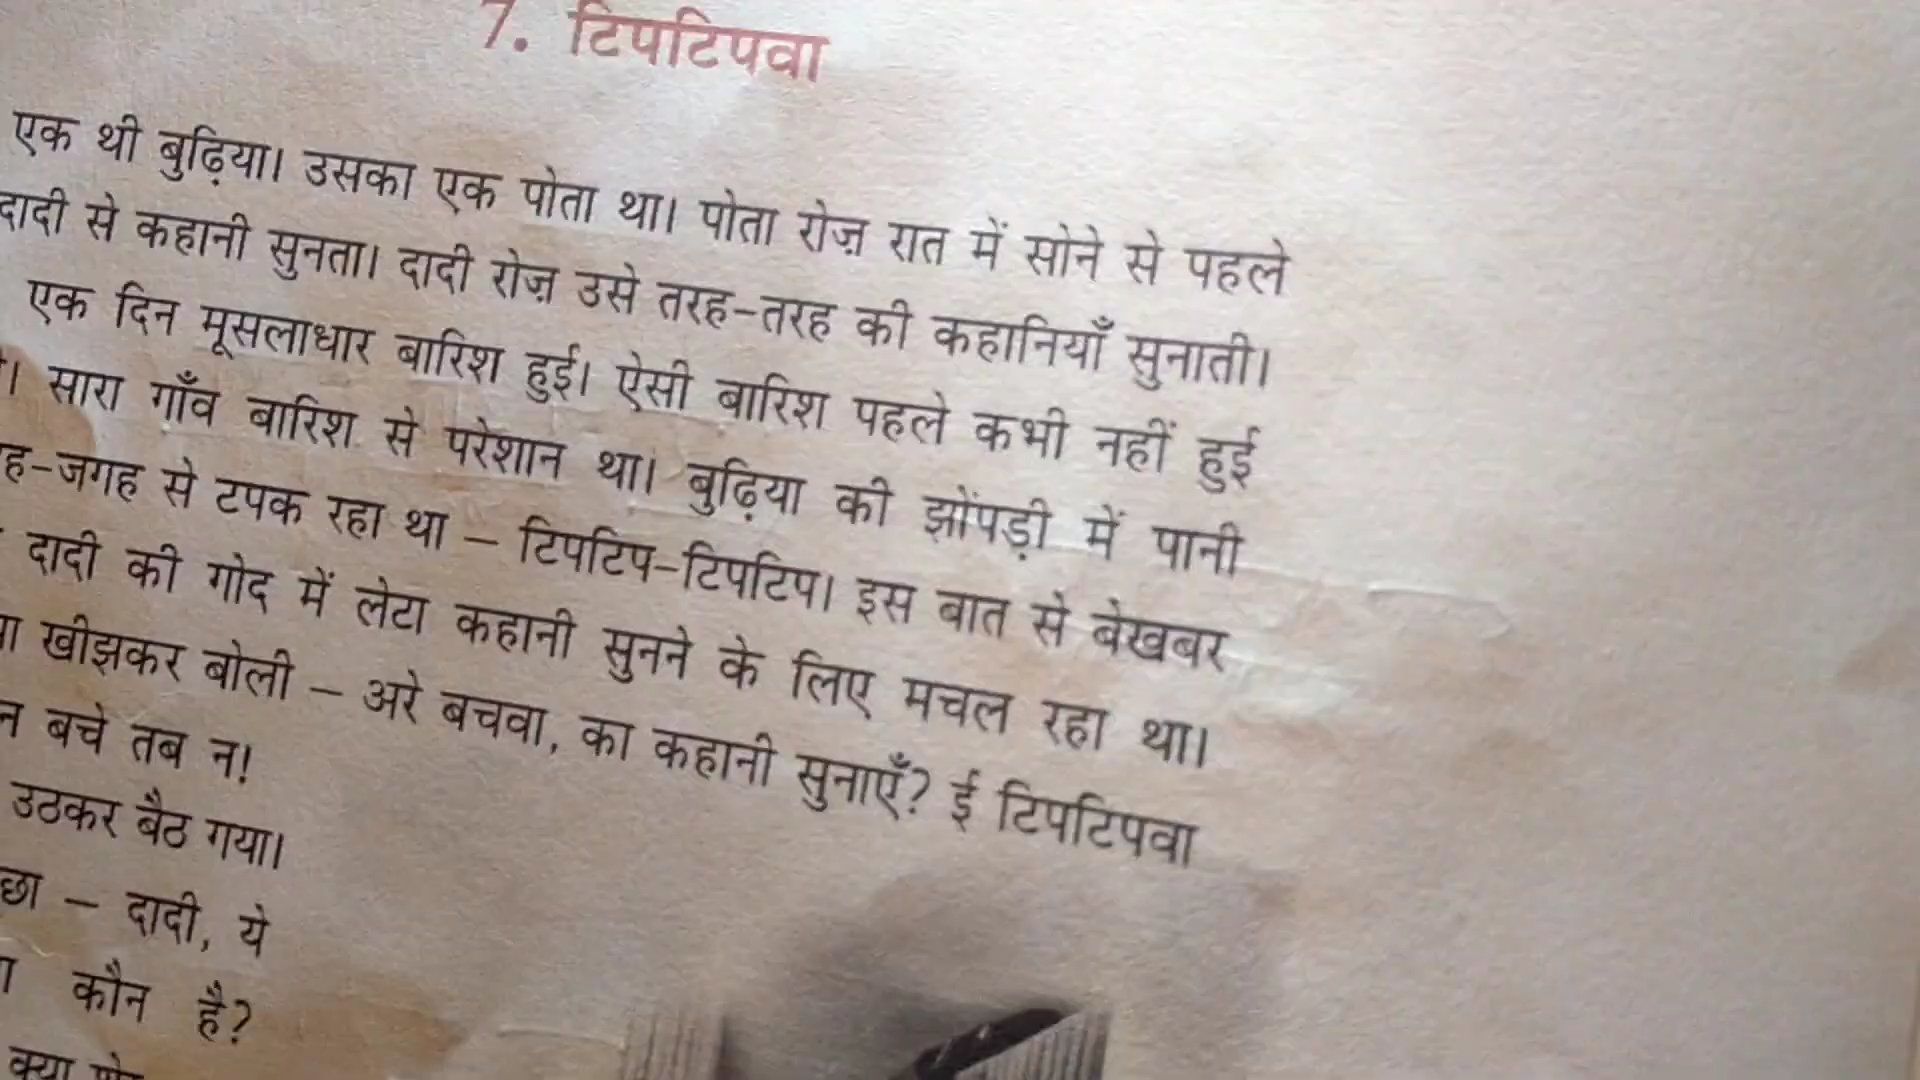 7. टिपटिपवा
एक थी बुढ़िया। उसका एक पोता था। पोता रोज़ रात में सोने से पहले
दादी से कहानी सुनता। दादी रोज़ उसे तरह-तरह की कहानियाँ सुनाती।
एक दिन मूसलाधार बारिश हुई। ऐसी बारिश पहले कभी नहीं हुई
सारा गाँव बारिश से परेशान था। बुढ़िया की झोंपड़ी में पानी
जगह से टपक रहा था – टिपटिप-टिपटिप। इस बात से बेखबर
दादी की गोद में लेटा कहानी सुनने के लिए मचल रहा था।
खीझकर बोली – अरे बचवा, का कहानी सुनाएँ? ई टिपटिपवा
न बचे तब न!
उठकर बैठ गया।
– दादी, ये
कौन है?
क्या